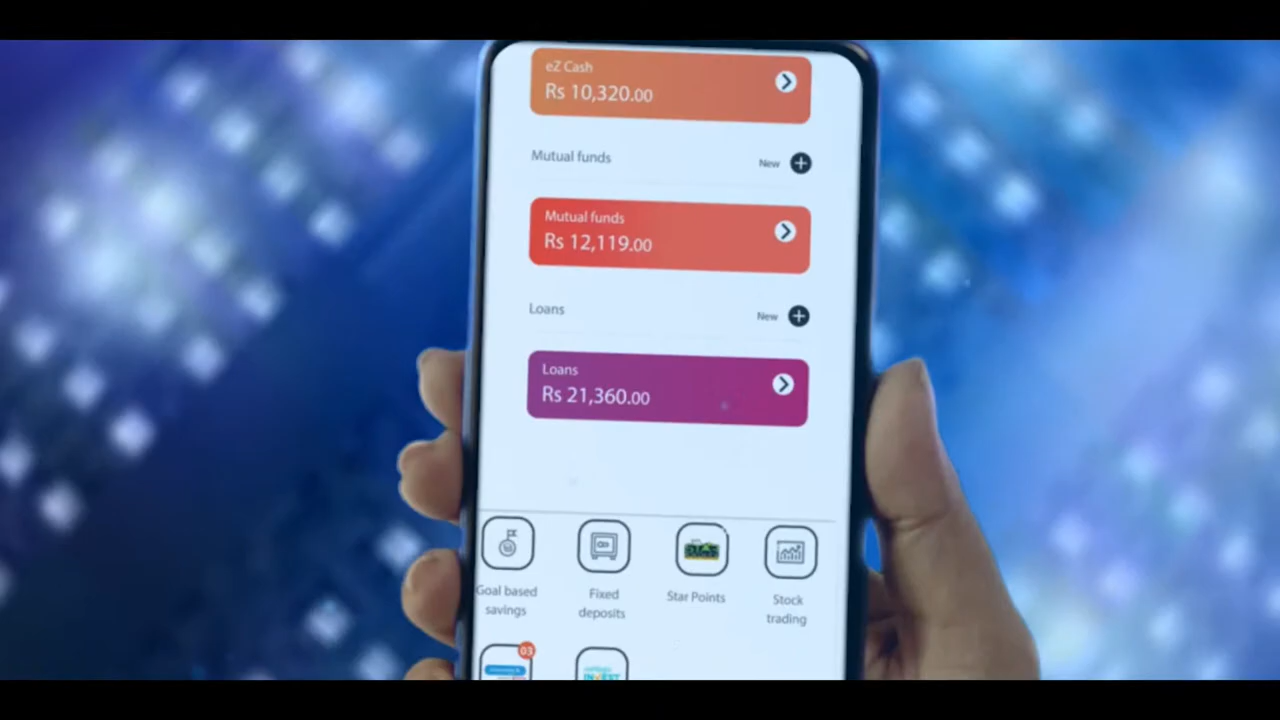 eZ Cash
Rs 10,320.00
Mutual funds
New
Mutual funds
Rs 12,119.00
Loans
New
Loans
Rs 21,360.00
Goal based
savings
Fixed
deposits
Star Points
Stock
trading
03
INVEST